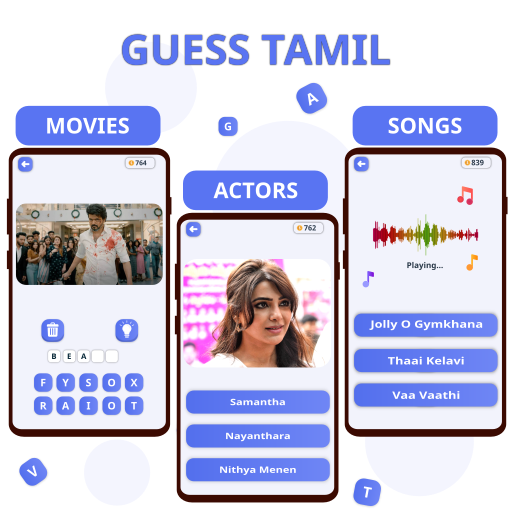 GUESS TAMIL
A
G
MOVIES
764
B E A
F Y S O X
R A I O T
ACTORS
762
Samantha
Nayanthara
Nithya Menen
SONGS
839
Playing...
Jolly O Gymkhana
Thaai Kelavi
Vaa Vaathi
V
T